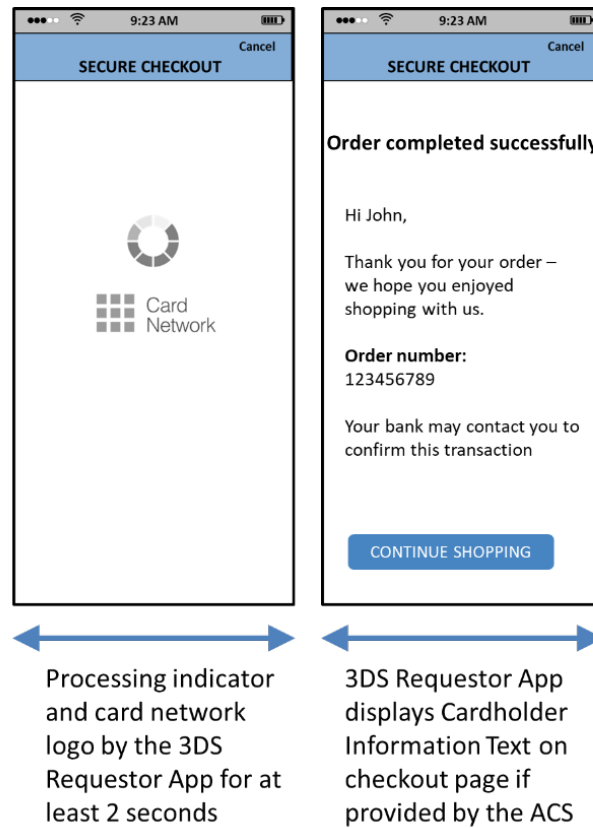 9:23 AM
Cancel
SECURE CHECKOUT
Card
Network
Processing indicator
and card network
logo by the 3DS
Requestor App for at
least 2 seconds
9:23 AM
Cancel
SECURE CHECKOUT
Order completed successfully
Hi John,
Thank you for your order –
we hope you enjoyed
shopping with us.
Order number:
123456789
Your bank may contact you to
confirm this transaction
CONTINUE SHOPPING
3DS Requestor App
displays Cardholder
Information Text on
checkout page if
provided by the ACS